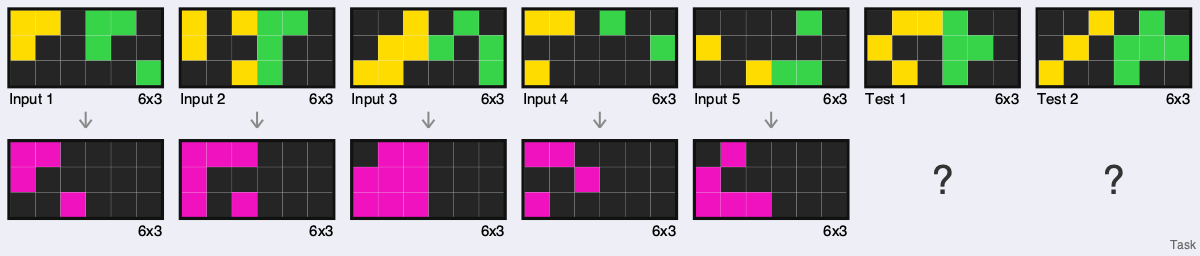 Input 1 6x3
Input 2 6x3
Input 3 6x3
Input 4 6x3
Input 5 6x3
Test 1 6x3
Test 2 6x3
6x3
6x3
6x3
6x3
6x3
?
?
Task